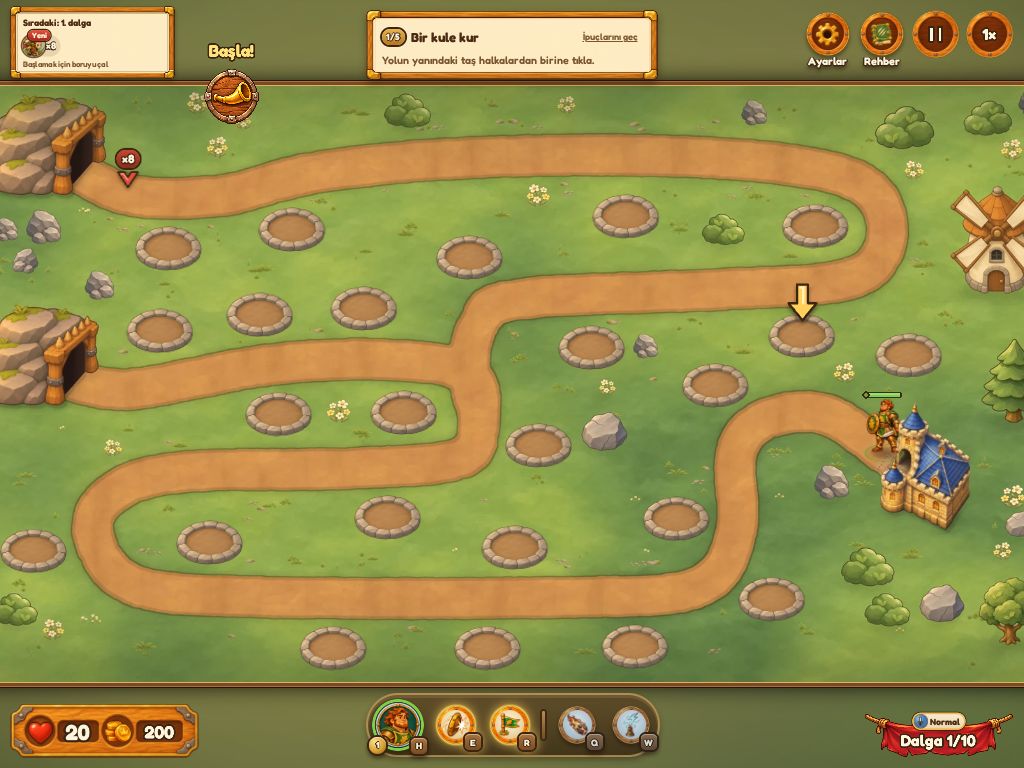 Sıradaki: 1. dalga
Yeni
x8
Başlamak için boruyu çal
Başla!
1/5
Bir kule kur
İpuçlarını geç
Yolun yanındaki taş halkalardan birine tıkla.
Ayarlar
Rehber
1x
x8
20
200
1
H
E
R
Q
W
Normal
Dalga 1/10